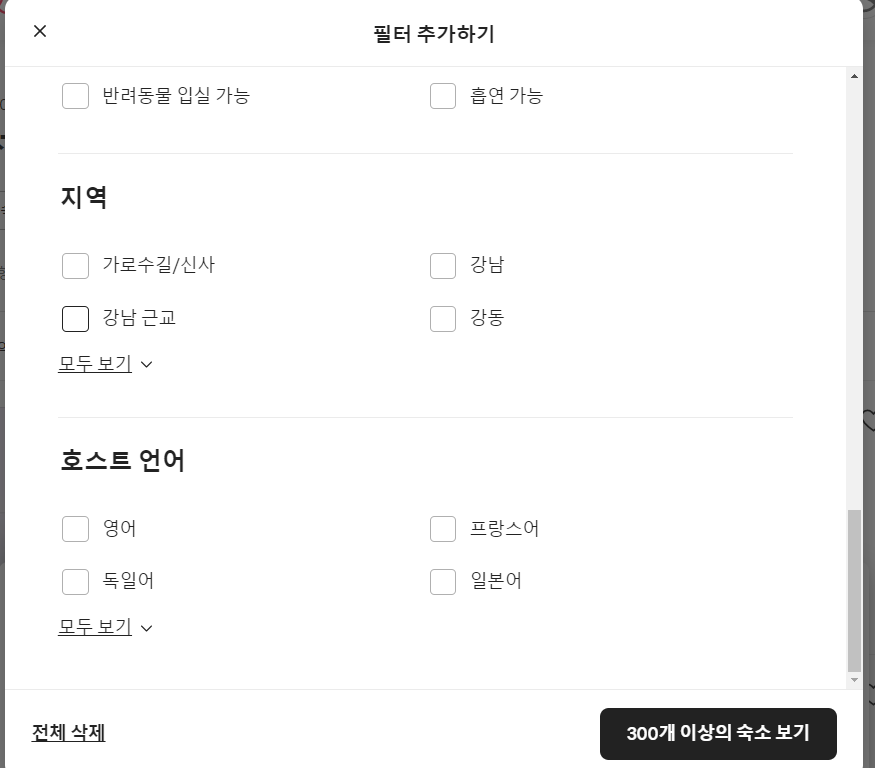 필터 추가하기
반려동물 입실 가능
흡연 가능
지역
가로수길/신사
강남
강남 근교
강동
모두 보기
호스트 언어
영어
프랑스어
독일어
일본어
모두 보기
전체 삭제
300개 이상의 숙소 보기